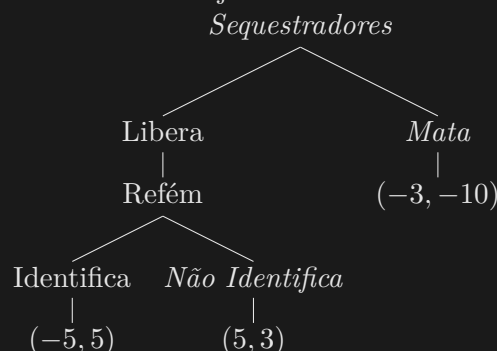 Sequestradores
Libera Mata
Refém (−3, −10)
Identifica Não Identifica
(−5, 5) (5, 3)